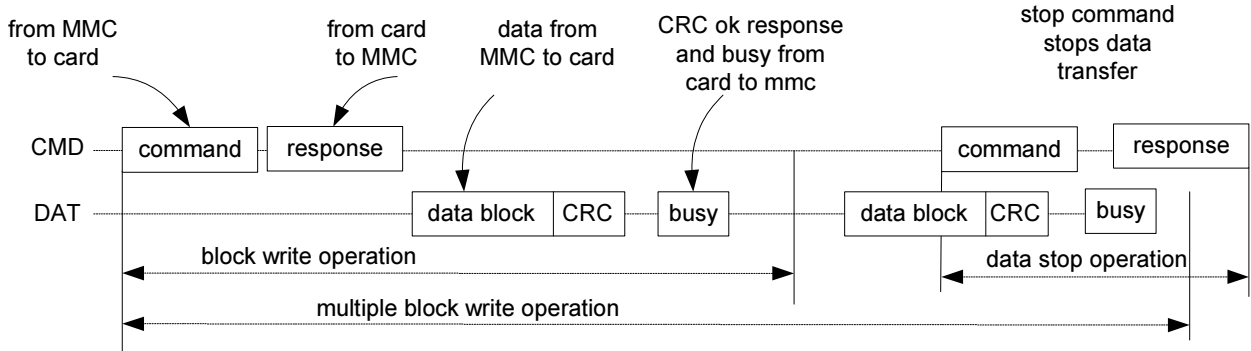 from MMC
to card
from card
to MMC
data from
MMC to card
CRC ok response
and busy from
card to mmc
stop command
stops data
transfer
CMD
command
response
command
response
DAT
data block
CRC
busy
data block
CRC
busy
block write operation
data stop operation
multiple block write operation